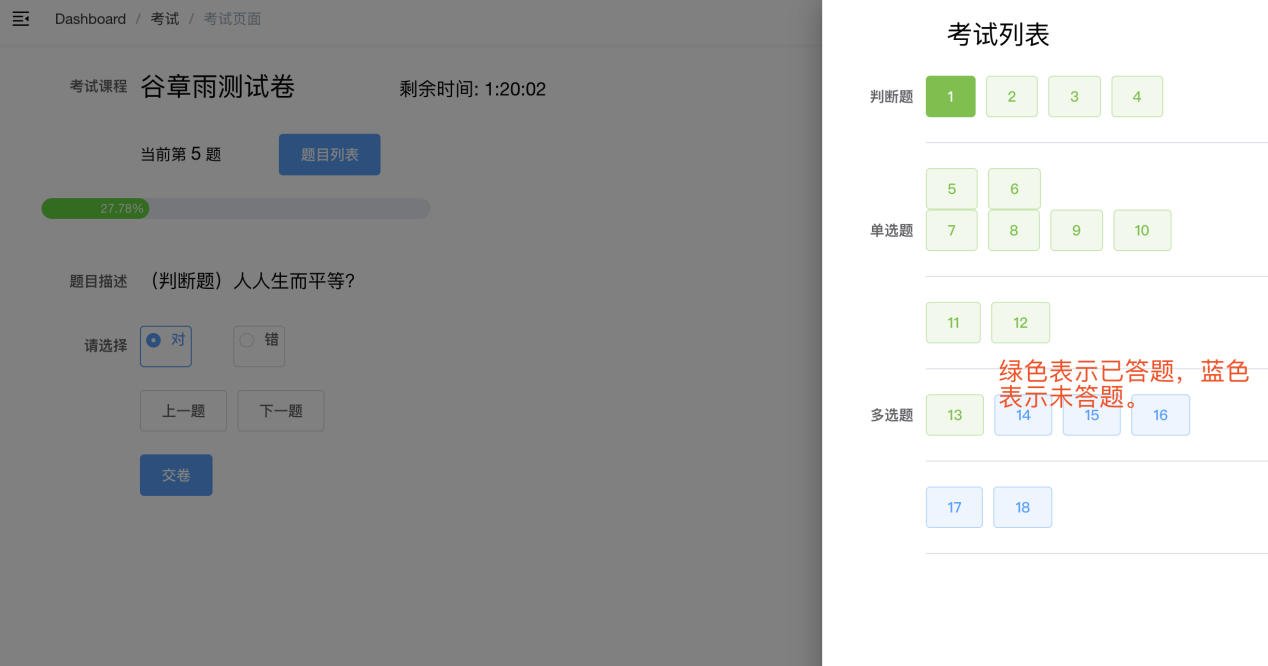 Dashboard / 考试 / 考试页面
考试课程 谷章雨测试卷 剩余时间: 1:20:02
当前第 5 题 题目列表
27.78%
题目描述 （判断题）人人生而平等?
请选择 对 错
上一题 下一题
交卷
考试列表
判断题 1 2 3 4
5 6
单选题 7 8 9 10
11 12
绿色表示已答题，蓝色
表示未答题。
多选题 13 14 15 16
17 18